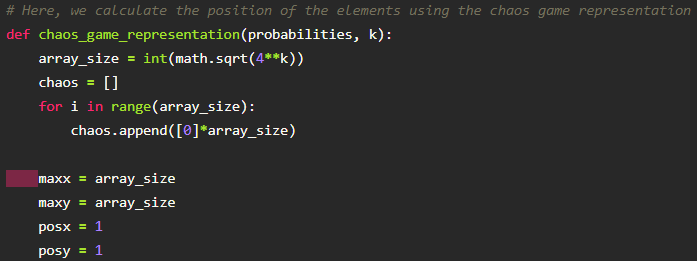 # Here, we calculate the position of the elements using the chaos game representation
def chaos_game_representation(probabilities, k):
    array_size = int(math.sqrt(4**k))
    chaos = []
    for i in range(array_size):
        chaos.append([0]*array_size)

    maxx = array_size
    maxy = array_size
    posx = 1
    posy = 1